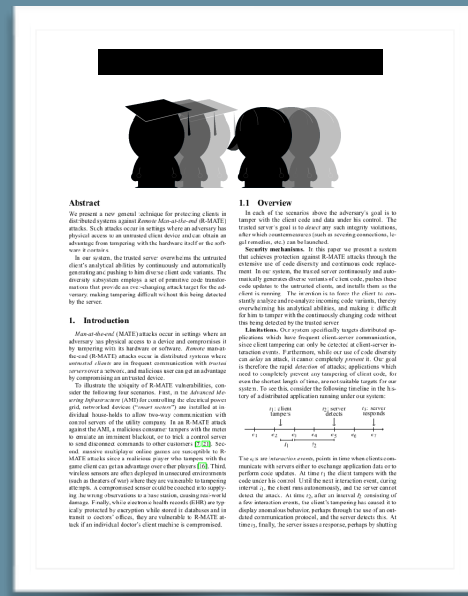 Abstract
We present a new general technique for protecting clients in
distributed systems against Remote Man-at-the-end (R-MATE)
attacks. Such attacks occur in settings where an adversary has
physical access to an untrusted client device and can obtain an
advantage from tampering with the hardware itself or the soft-
ware it contains.
In our system, the trusted server overwhelms the untrusted
client's analytical abilities by continuously and automatically
generating and pushing to him diverse client code variants. The
diversity subsystem employs a set of primitive code transfor-
mations that provide an ever-changing attack target for the ad-
versary, making tampering difficult without this being detected
by the server.
1. Introduction
Man-at-the-end (MATE) attacks occur in settings where an
adversary has physical access to a device and compromises it
by tampering with its hardware or software. Remote man-at-
the-end (R-MATE) attacks occur in distributed systems where
untrusted clients are in frequent communication with trusted
servers over a network, and malicious user can get an advantage
by compromising an untrusted device.
To illustrate the ubiquity of R-MATE vulnerabilities, con-
sider the following four scenarios. First, in the Advanced Me-
tering Infrastructure (AMI) for controlling the electrical power
grid, networked devices ("smart meters") are installed at in-
dividual house-holds to allow two-way communication with
control servers of the utility company. In an R-MATE attack
against the AMI, a malicious consumer tampers with the meter
to emulate an imminent blackout, or to trick a control server
to send disconnect commands to other customers [7,21]. Sec-
ond, massive multiplayer online games are susceptible to R-
MATE attacks since a malicious player who tampers with the
game client can get an advantage over other players [16]. Third,
wireless sensors are often deployed in unsecured environments
(such as theaters of war) where they are vulnerable to tampering
attempts. A compromised sensor could be coached into supply-
ing the wrong observations to a base station, causing real-world
damage. Finally, while electronic health records (EHR) are typ-
ically protected by encryption while stored in databases and in
transit to doctors' offices, they are vulnerable to R-MATE at-
tack if an individual doctor's client machine is compromised.
1.1 Overview
In each of the scenarios above the adversary's goal is to
tamper with the client code and data under his control. The
trusted server's goal is to detect any such integrity violations,
after which countermeasures (such as severing connections, le-
gal remedies, etc.) can be launched.
Security mechanisms. In this paper we present a system
that achieves protection against R-MATE attacks through the
extensive use of code diversity and continuous code replace-
ment. In our system, the trusted server continuously and auto-
matically generates diverse variants of client code, pushes these
code updates to the untrusted clients, and installs them as the
client is running. The intention is to force the client to con-
stantly analyze and re-analyze incoming code variants, thereby
overwhelming his analytical abilities, and making it difficult
for him to tamper with the continuously changing code without
this being detected by the trusted server.
Limitations. Our system specifically targets distributed ap-
plications which have frequent client-server communication,
since client tampering can only be detected at client-server in-
teraction events. Furthermore, while our use of code diversity
can delay an attack, it cannot completely prevent it. Our goal
is therefore the rapid detection of attacks; applications which
need to completely prevent any tampering of client code, for
even the shortest length of time, are not suitable targets for our
system. To see this, consider the following timeline in the his-
tory of a distributed application running under our system:
t1: client tampers
t2: server detects
t3: server responds
The e's are interaction events, points in time when clients com-
municate with servers either to exchange application data or to
perform code updates. At time t1 the client tampers with the
code under his control. Until the next interaction event, during
interval I1, the client runs autonomously, and the server cannot
detect the attack. At time t2, after an interval I2 consisting of
a few interaction events, the client's tampering has caused it to
display anomalous behavior, perhaps through the use of an out-
dated communication protocol, and the server detects this. At
time t3, finally, the server issues a response, perhaps by shutting